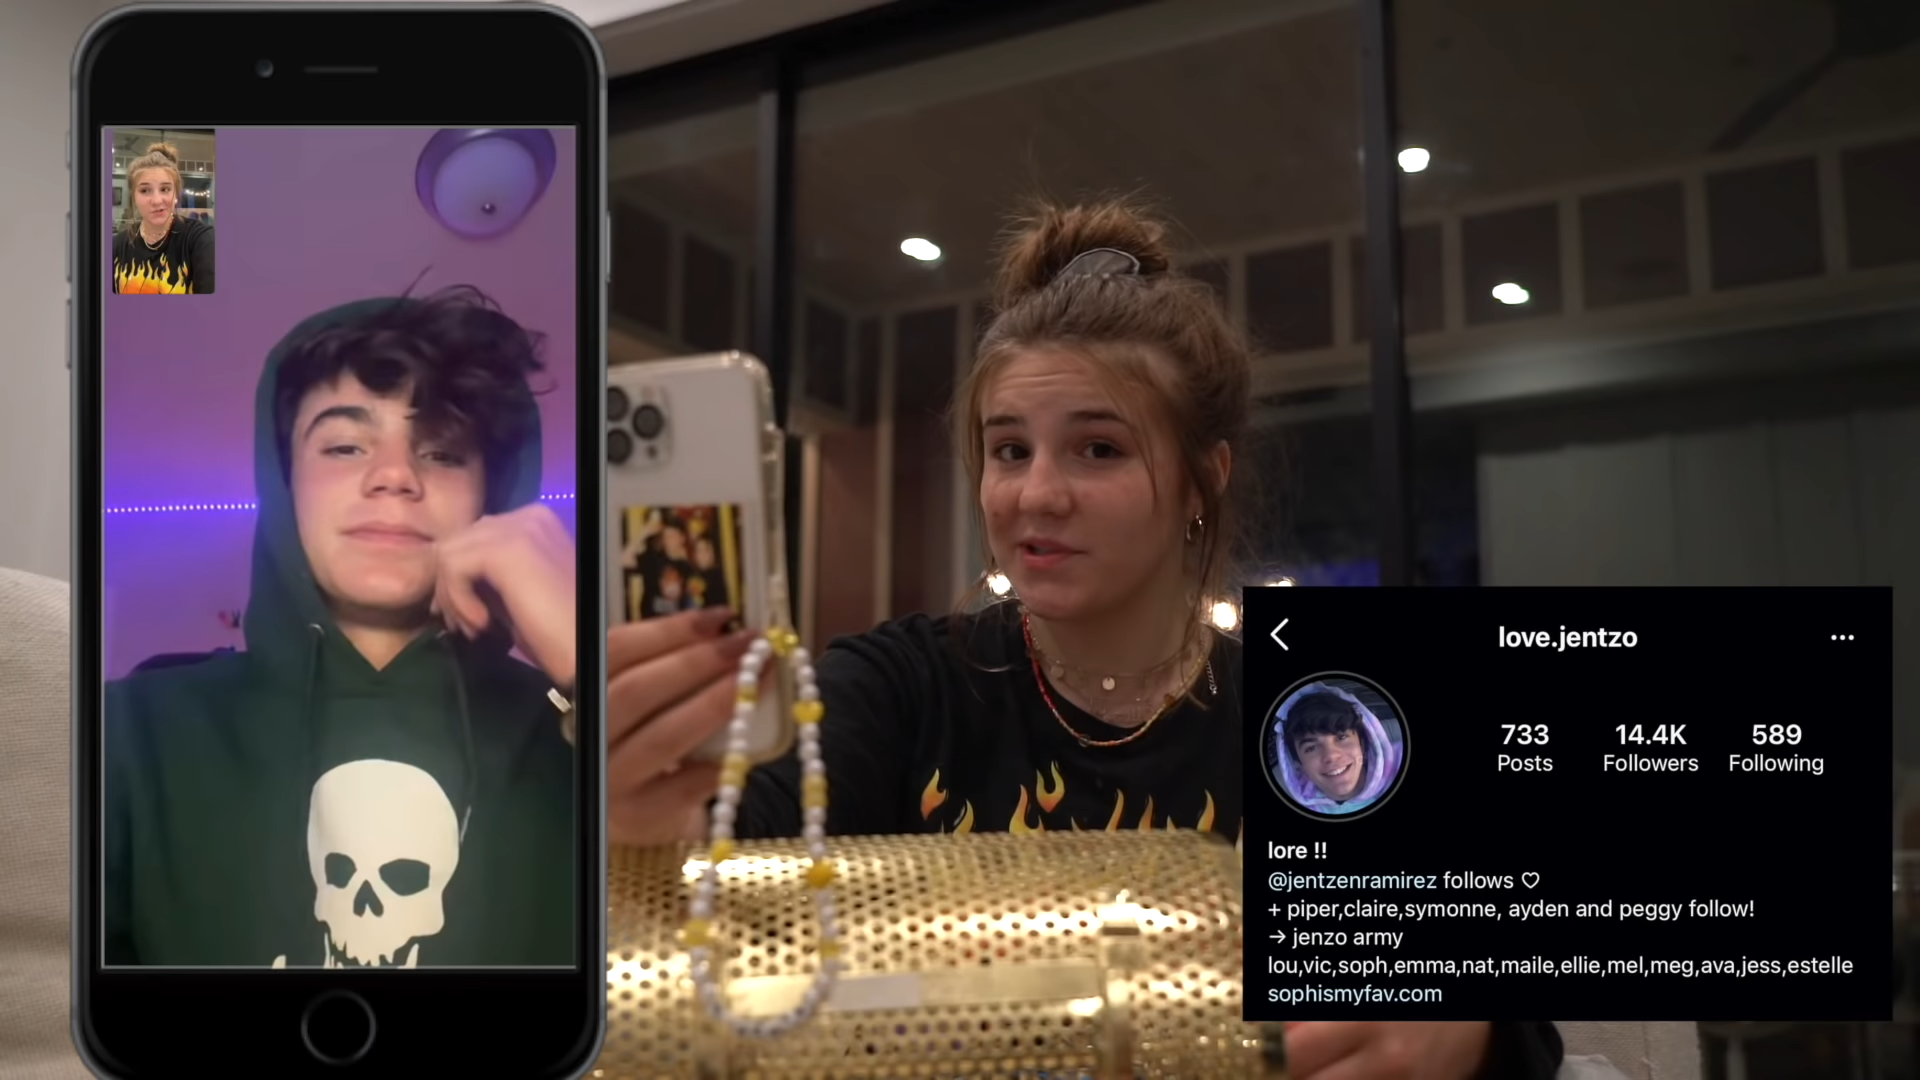 love.jentzo
733 14.4K 589
Posts Followers Following
lore !!
@jentzenramirez follows ♡
+ piper,claire,symonne, ayden and peggy follow!
→ jenzo army
lou,vic,soph,emma,nat,maile,ellie,mel,meg,ava,jess,estelle
sophismyfav.com